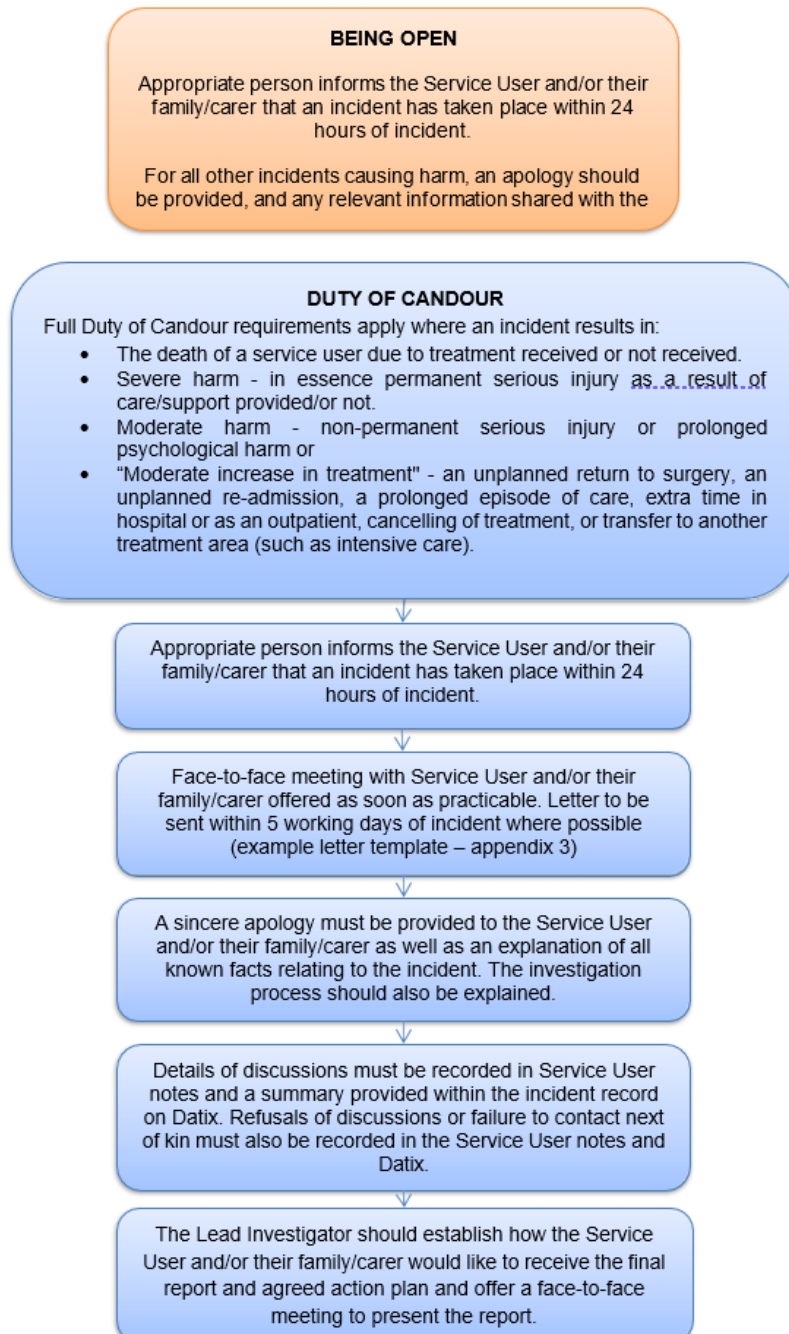 BEING OPEN
Appropriate person informs the Service User and/or their
family/carer that an incident has taken place within 24
hours of incident.
For all other incidents causing harm, an apology should
be provided, and any relevant information shared with the
DUTY OF CANDOUR
Full Duty of Candour requirements apply where an incident results in:
• The death of a service user due to treatment received or not received.
• Severe harm - in essence permanent serious injury as a result of
care/support provided/or not.
• Moderate harm - non-permanent serious injury or prolonged
psychological harm or
• “Moderate increase in treatment" - an unplanned return to surgery, an
unplanned re-admission, a prolonged episode of care, extra time in
hospital or as an outpatient, cancelling of treatment, or transfer to another
treatment area (such as intensive care).
Appropriate person informs the Service User and/or their
family/carer that an incident has taken place within 24
hours of incident.
Face-to-face meeting with Service User and/or their
family/carer offered as soon as practicable. Letter to be
sent within 5 working days of incident where possible
(example letter template – appendix 3)
A sincere apology must be provided to the Service User
and/or their family/carer as well as an explanation of all
known facts relating to the incident. The investigation
process should also be explained.
Details of discussions must be recorded in Service User
notes and a summary provided within the incident record
on Datix. Refusals of discussions or failure to contact next
of kin must also be recorded in the Service User notes and
Datix.
The Lead Investigator should establish how the Service
User and/or their family/carer would like to receive the final
report and agreed action plan and offer a face-to-face
meeting to present the report.